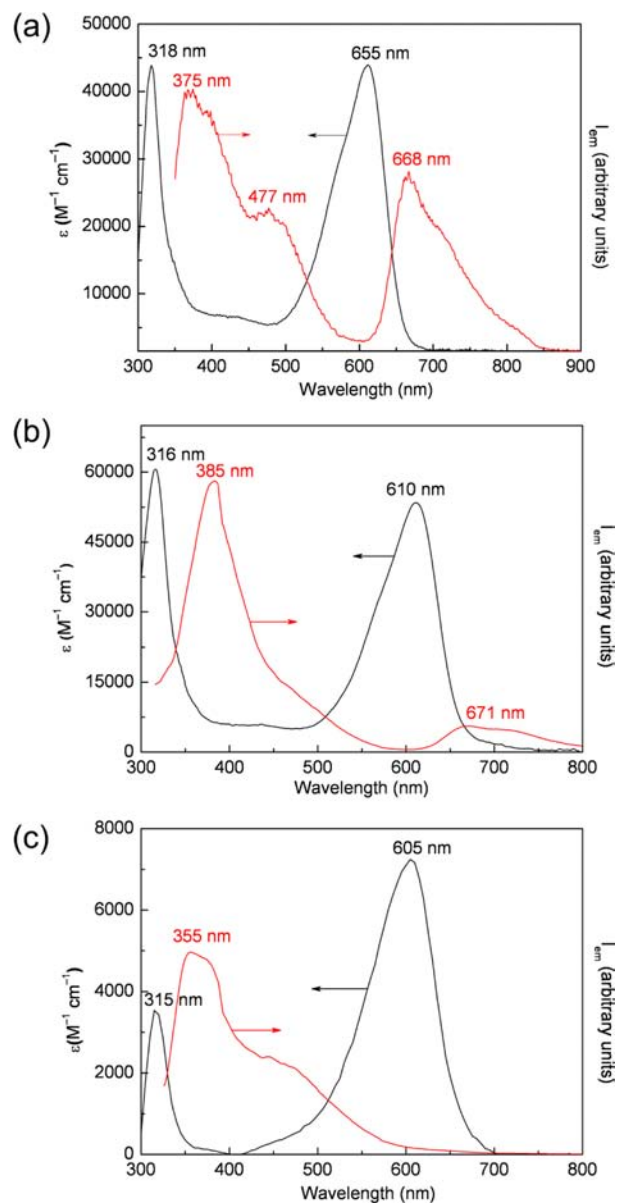 (a)
50000
45000
40000
30000
20000
10000
318 nm
375 nm
477 nm
655 nm
668 nm
ε (M⁻¹ cm⁻¹)
I_em (arbitrary units)
300 400 500 600 700 800 900
Wavelength (nm)
(b)
60000
45000
30000
15000
0
316 nm
385 nm
610 nm
671 nm
ε (M⁻¹ cm⁻¹)
I_em (arbitrary units)
300 400 500 600 700 800
Wavelength (nm)
(c)
8000
6000
4000
2000
0
315 nm
355 nm
605 nm
ε(M⁻¹ cm⁻¹)
I_em (arbitrary units)
300 400 500 600 700 800
Wavelength (nm)